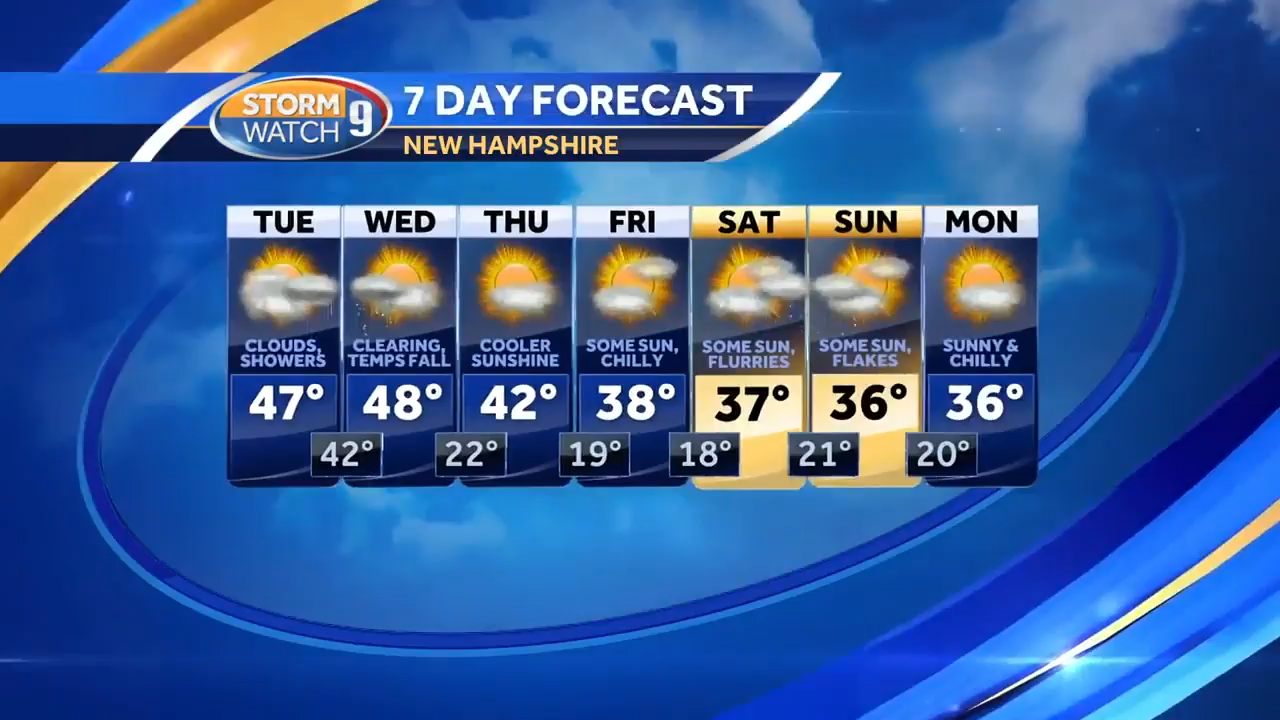 STORM
WATCH 9
7 DAY FORECAST
NEW HAMPSHIRE
TUE WED THU FRI SAT SUN MON
CLOUDS, CLEARING, COOLER SOME SUN, SOME SUN, SOME SUN, SUNNY &
SHOWERS TEMPS FALL SUNSHINE CHILLY FLURRIES FLAKES CHILLY
47° 48° 42° 38° 37° 36° 36°
42° 22° 19° 18° 21° 20°